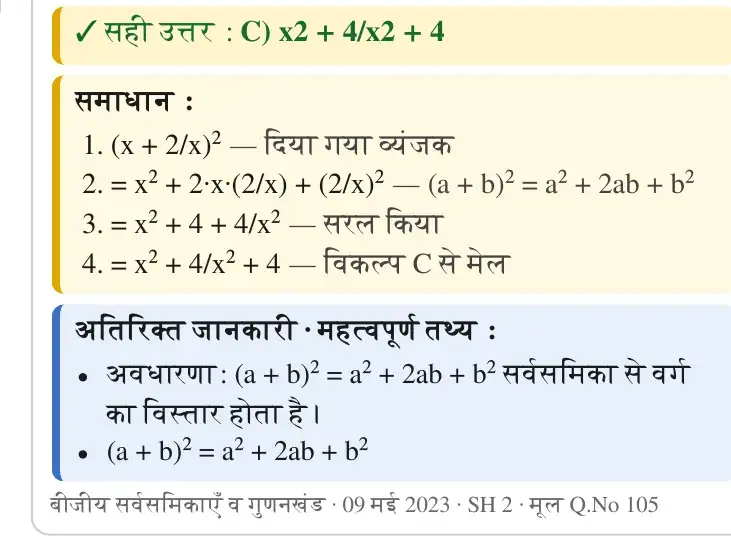 ✓ सही उत्तर : C) x2 + 4/x2 + 4
समाधान :
1. (x + 2/x)² — दिया गया व्यंजक
2. = x² + 2·x·(2/x) + (2/x)² — (a + b)² = a² + 2ab + b²
3. = x² + 4 + 4/x² — सरल किया
4. = x² + 4/x² + 4 — विकल्प C से मेल
अतिरिक्त जानकारी · महत्वपूर्ण तथ्य :
• अवधारणा : (a + b)² = a² + 2ab + b² सर्वसमिका से वर्ग
का विस्तार होता है।
• (a + b)² = a² + 2ab + b²
बीजीय सर्वसमिकाएँ व गुणनखंड · 09 मई 2023 · SH 2 · मूल Q.No 105